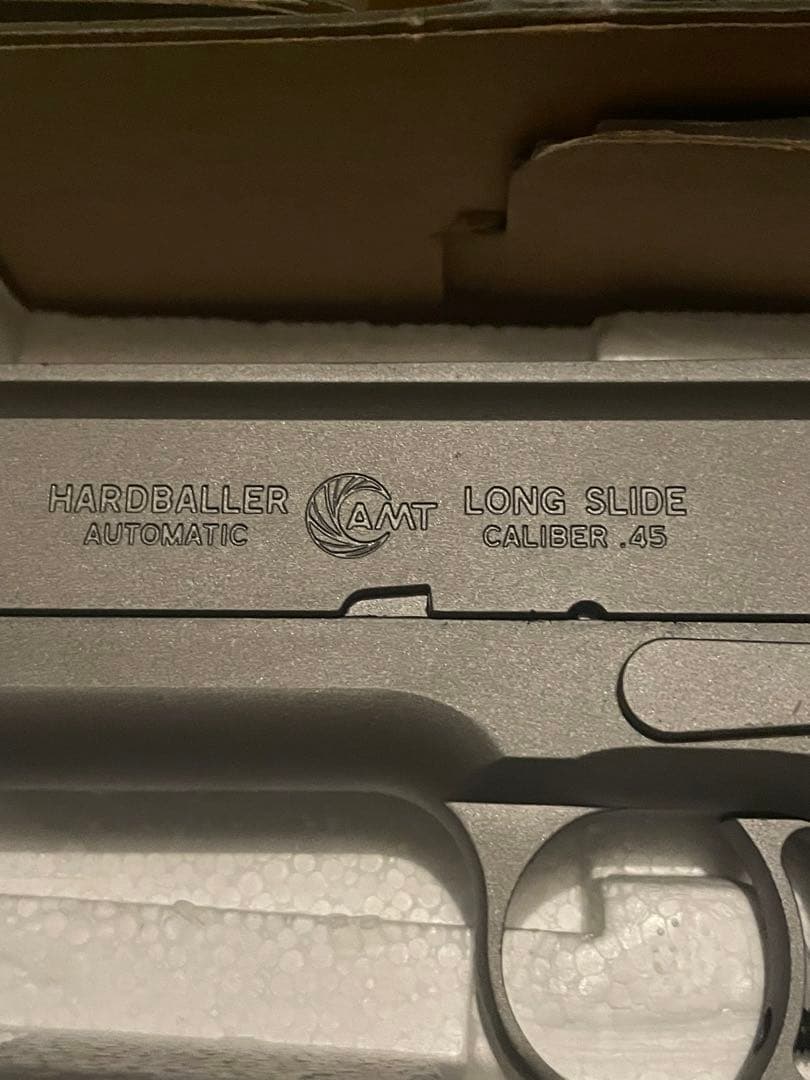 HARDBALLER
AUTOMATIC
AMT
LONG SLIDE
CALIBER .45